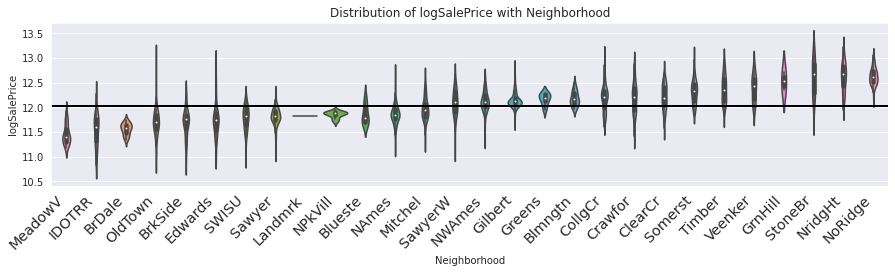 Distribution of logSalePrice with Neighborhood
logSalePrice
13.5
13.0
12.5
12.0
11.5
11.0
10.5
MeadowV
IDOTRR
BrDale
OldTown
BrkSide
Edwards
SWISU
Sawyer
Landmrk
NPKVill
Blueste
NAmes
Mitchel
SawyerW
NWAmes
Gilbert
Greens
Blmngtn
CollgCr
Crawfor
ClearCr
Somerst
Timber
Veenker
GrnHill
StoneBr
NridgHt
NoRidge
Neighborhood